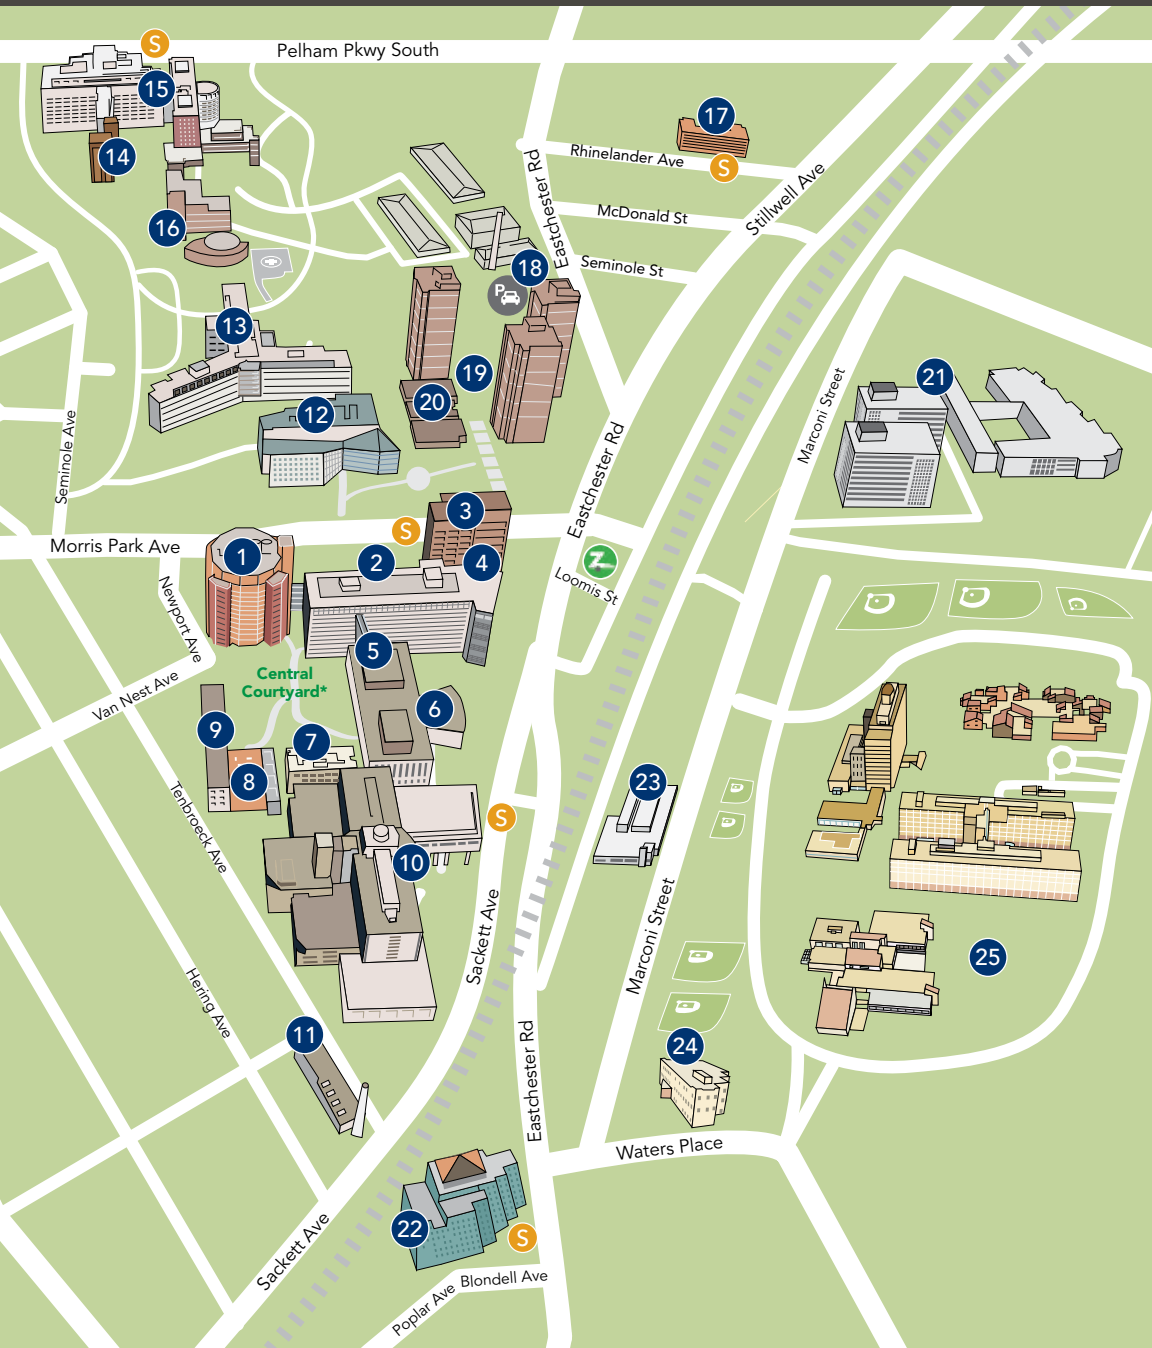 S
Pelham Pkwy South
15
17
14
Rhinelander Ave
S
Eastchester Rd
Stillwell Ave
McDonald St
16
Seminole St
18
P
13
19
21
20
12
Marconi Street
Seminole Ave
Eastchester Rd
3
S
Morris Park Ave
1
2
4
Z
Loomis St
Newport Ave
5
Central
Courtyard*
Van Nest Ave
6
9
7
8
23
Tenbroeck Ave
S
10
Sackett Ave
Marconi Street
25
Hering Ave
11
24
Eastchester Rd
Waters Place
22
S
Sackett Ave
Blondell Ave
Poplar Ave